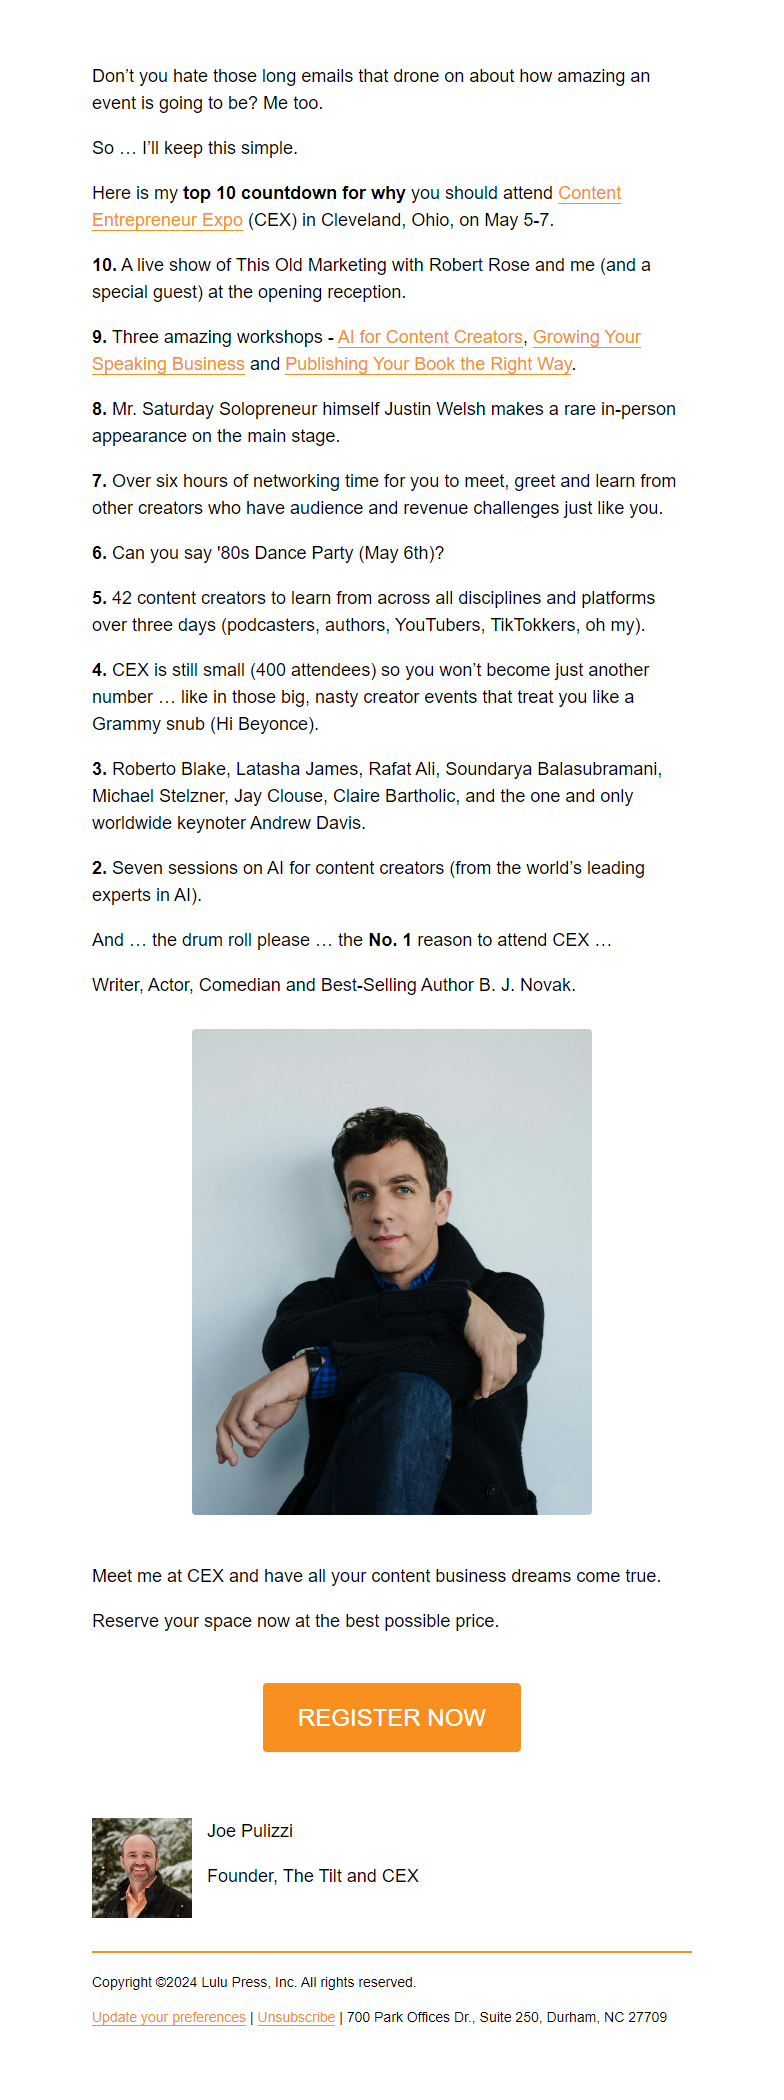 Don’t you hate those long emails that drone on about how amazing an
event is going to be? Me too.
So … I’ll keep this simple.
Here is my top 10 countdown for why you should attend Content
Entrepreneur Expo (CEX) in Cleveland, Ohio, on May 5-7.
10. A live show of This Old Marketing with Robert Rose and me (and a
special guest) at the opening reception.
9. Three amazing workshops - AI for Content Creators, Growing Your
Speaking Business and Publishing Your Book the Right Way.
8. Mr. Saturday Solopreneur himself Justin Welsh makes a rare in-person
appearance on the main stage.
7. Over six hours of networking time for you to meet, greet and learn from
other creators who have audience and revenue challenges just like you.
6. Can you say '80s Dance Party (May 6th)?
5. 42 content creators to learn from across all disciplines and platforms
over three days (podcasters, authors, YouTubers, TikTokkers, oh my).
4. CEX is still small (400 attendees) so you won’t become just another
number … like in those big, nasty creator events that treat you like a
Grammy snub (Hi Beyonce).
3. Roberto Blake, Latasha James, Rafat Ali, Soundarya Balasubramani,
Michael Stelzner, Jay Clouse, Claire Bartholic, and the one and only
worldwide keynoter Andrew Davis.
2. Seven sessions on AI for content creators (from the world’s leading
experts in AI).
And … the drum roll please … the No. 1 reason to attend CEX …
Writer, Actor, Comedian and Best-Selling Author B. J. Novak.
Meet me at CEX and have all your content business dreams come true.
Reserve your space now at the best possible price.
REGISTER NOW
Joe Pulizzi
Founder, The Tilt and CEX
Copyright ©2024 Lulu Press, Inc. All rights reserved.
Update your preferences | Unsubscribe | 700 Park Offices Dr., Suite 250, Durham, NC 27709